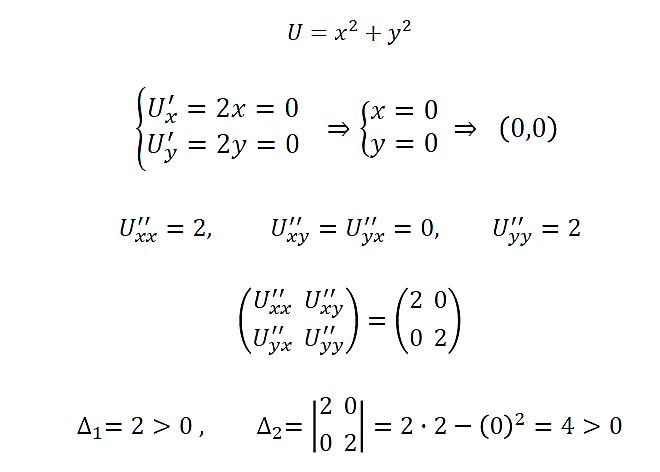 U = x² + y²
{U′ₓ = 2x = 0 ⇒ {x = 0 ⇒ (0,0)
U′ᵧ = 2y = 0 y = 0
U″ₓₓ = 2, U″ₓᵧ = U″ᵧₓ = 0, U″ᵧᵧ = 2
(U″ₓₓ U″ₓᵧ) = (2 0)
U″ᵧₓ U″ᵧᵧ 0 2
Δ₁= 2 > 0 , Δ₂= |2 0| = 2 · 2 − (0)² = 4 > 0
0 2